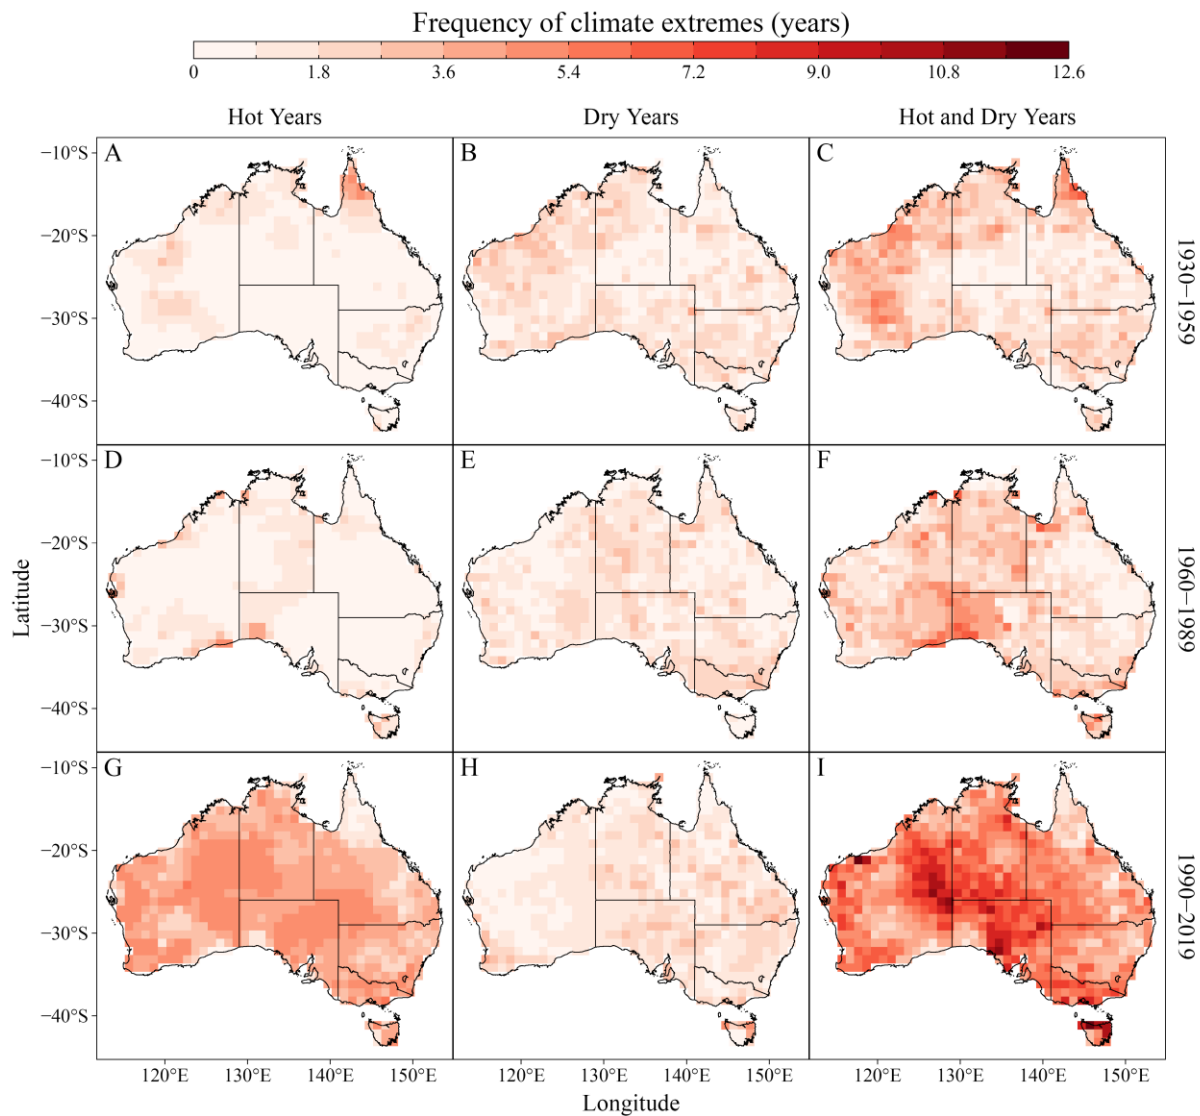 Frequency of climate extremes (years)
0 1.8 3.6 5.4 7.2 9.0 10.8 12.6
Hot Years Dry Years Hot and Dry Years
A B C
−10°S
−20°S
−30°S
−40°S
1930−1959
D E F
−10°S
−20°S
−30°S
−40°S
1960−1989
Latitude
G H I
−10°S
−20°S
−30°S
−40°S
1990−2019
120°E 130°E 140°E 150°E 120°E 130°E 140°E 150°E 120°E 130°E 140°E 150°E
Longitude